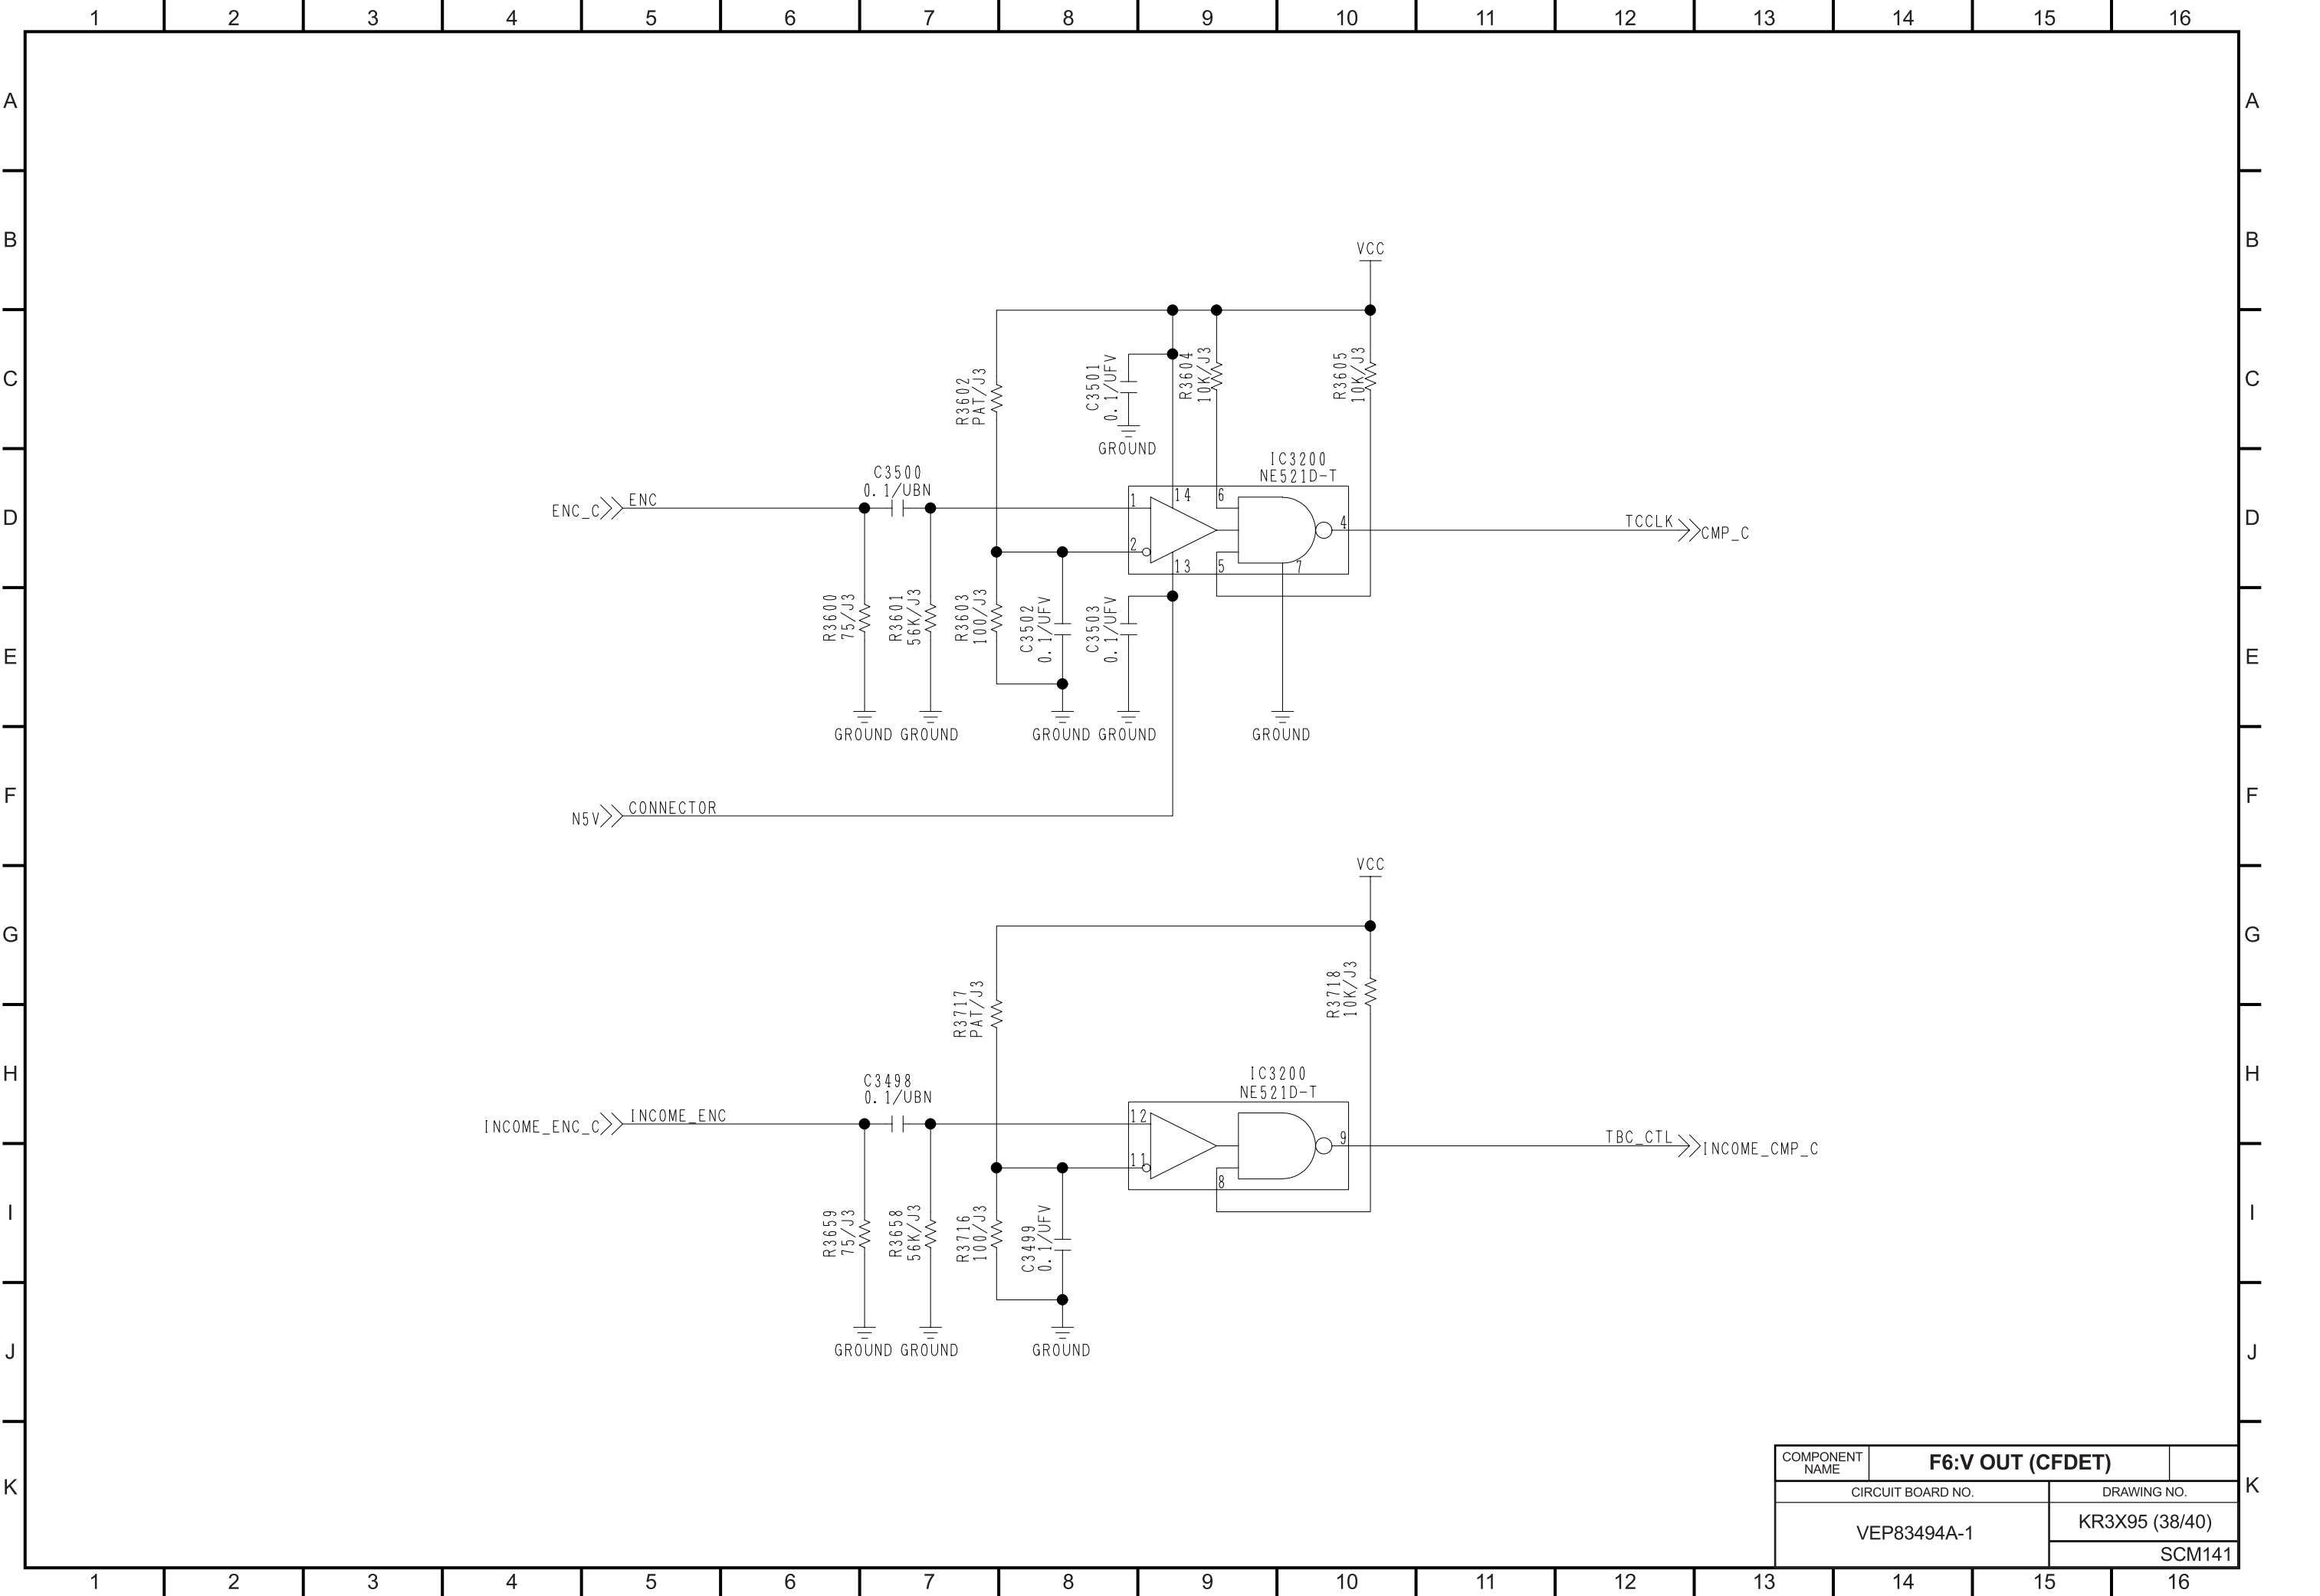 1 2 3 4 5 6 7 8 9 10 11 12 13 14 15 16
A A
B B
VCC
C C
R3602
PAT/J3
C3501
0.1/UFV
GROUND
R3604
10K/J3
R3605
10K/J3
IC3200
NE521D-T
D D
ENC_C ENC
C3500
0.1/UBN
1 14 6
2 13 5 7 4
TCCLK CMP_C
E E
R3600
75/J3
R3601
56K/J3
R3603
100/J3
C3502
0.1/UFV
C3503
0.1/UFV
GROUND GROUND GROUND GROUND GROUND
F F
N5V CONNECTOR
VCC
G G
R3717
PAT/J3
R3718
10K/J3
H H
IC3200
NE521D-T
C3498
0.1/UBN
INCOME_ENC_C INCOME_ENC
12
11 8 9
TBC_CTL INCOME_CMP_C
I I
R3659
75/J3
R3658
56K/J3
R3716
100/J3
C3499
0.1/UFV
GROUND GROUND GROUND
J J
K K
COMPONENT
NAME
F6:V OUT (CFDET)
CIRCUIT BOARD NO.
VEP83494A-1
DRAWING NO.
KR3X95 (38/40)
SCM141
1 2 3 4 5 6 7 8 9 10 11 12 13 14 15 16